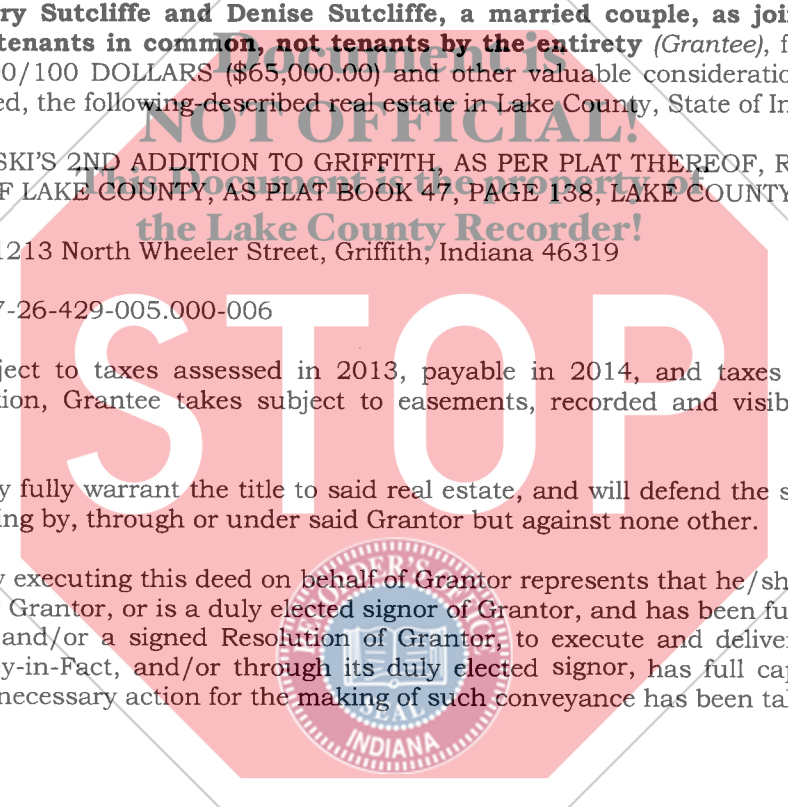 ry Sutcliffe and Denise Sutcliffe, a married couple, as joi
tenants in common, not tenants by the entirety (Grantee), f
0/100 DOLLARS ($65,000.00) and other valuable consideratio
ed, the following-described real estate in Lake County, State of In
Document is
NOT OFFICIAL!
This Document is the property of
the Lake County Recorder!
SKI'S 2ND ADDITION TO GRIFFITH, AS PER PLAT THEREOF, R
F LAKE COUNTY, AS PLAT BOOK 47, PAGE 138, LAKE COUNTY
1213 North Wheeler Street, Griffith, Indiana 46319
7-26-429-005.000-006
STOP
ject to taxes assessed in 2013, payable in 2014, and taxes
ion, Grantee takes subject to easements, recorded and visib
y fully warrant the title to said real estate, and will defend the s
ing by, through or under said Grantor but against none other.
y executing this deed on behalf of Grantor represents that he/sh
Grantor, or is a duly elected signor of Grantor, and has been fu
and/or a signed Resolution of Grantor, to execute and deliver
y-in-Fact, and/or through its duly elected signor, has full cap
necessary action for the making of such conveyance has been tal
RECORDER OFFICE
SEAL
INDIANA